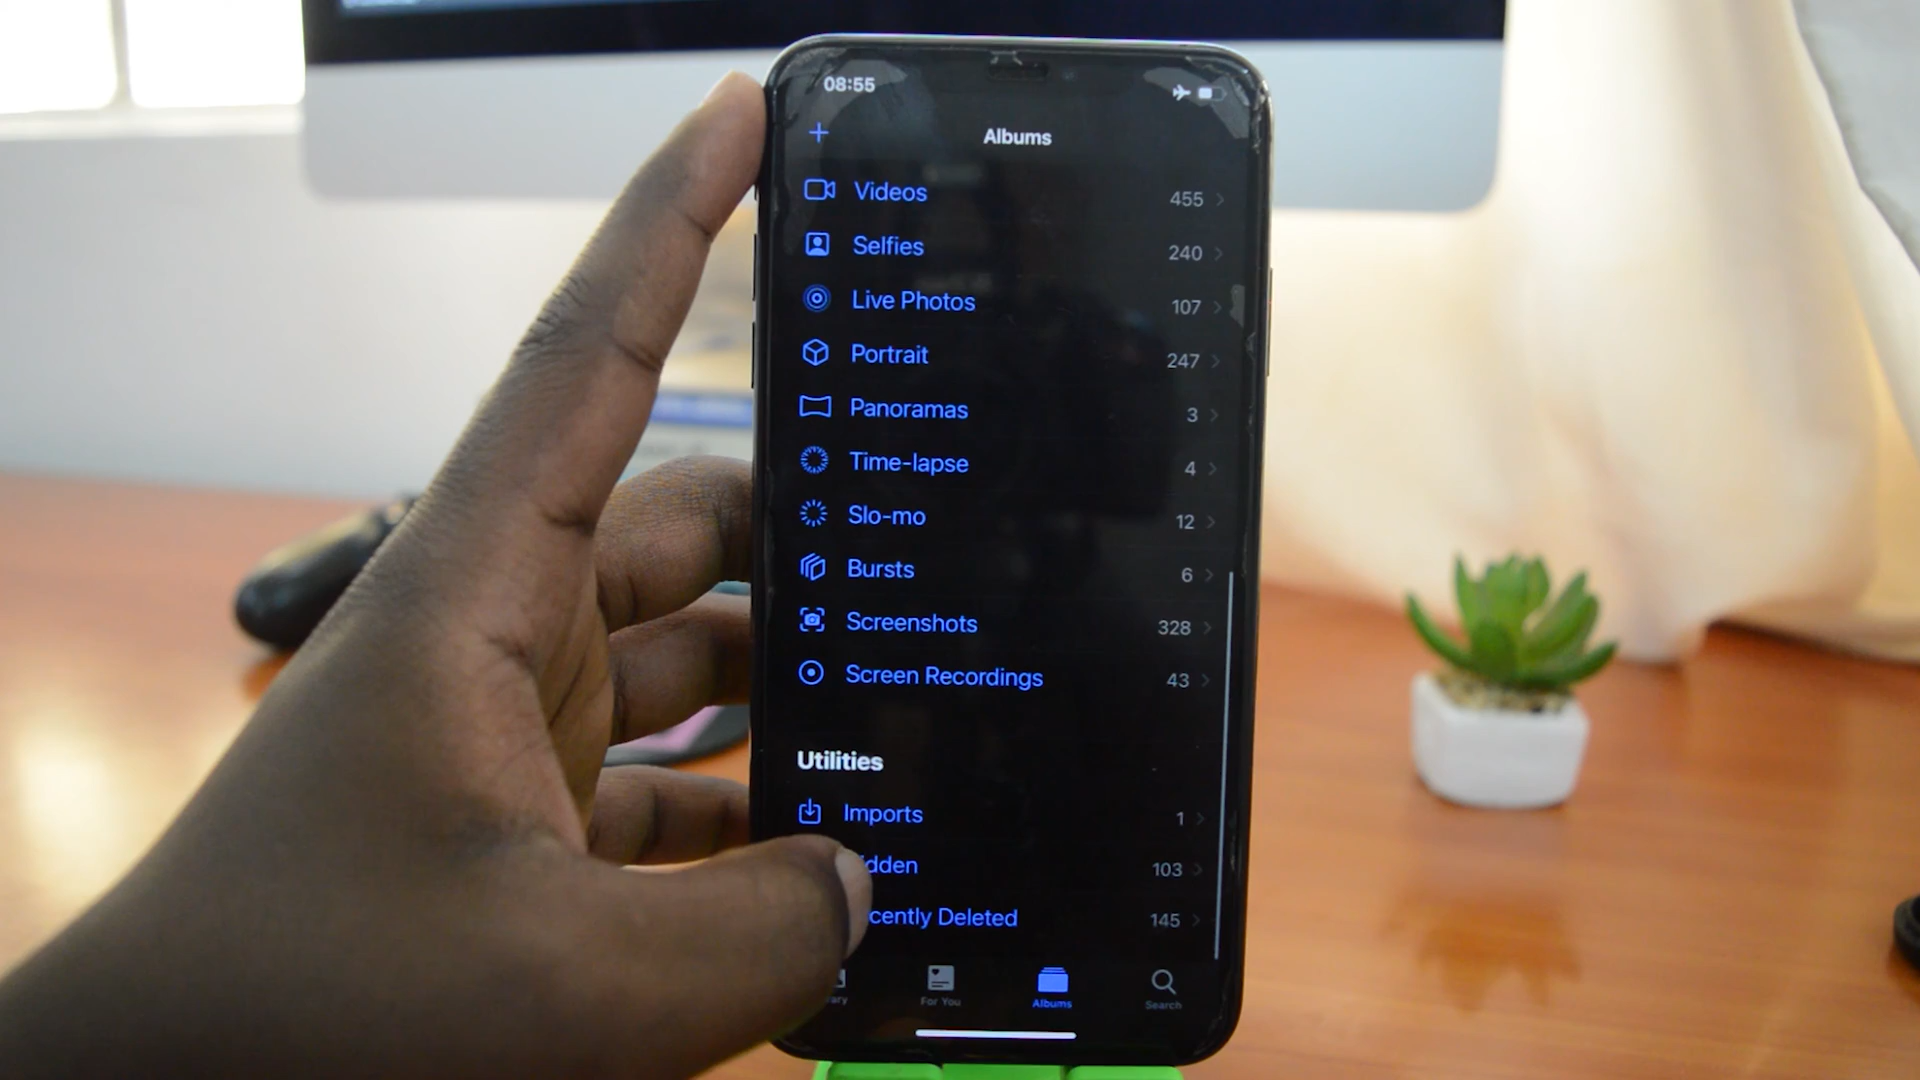 08:55
+ Albums
Videos 455
Selfies 240
Live Photos 107
Portrait 247
Panoramas 3
Time-lapse 4
Slo-mo 12
Bursts 6
Screenshots 328
Screen Recordings 43
Utilities
Imports 1
dden 103
cently Deleted 145
ary For You Albums Search